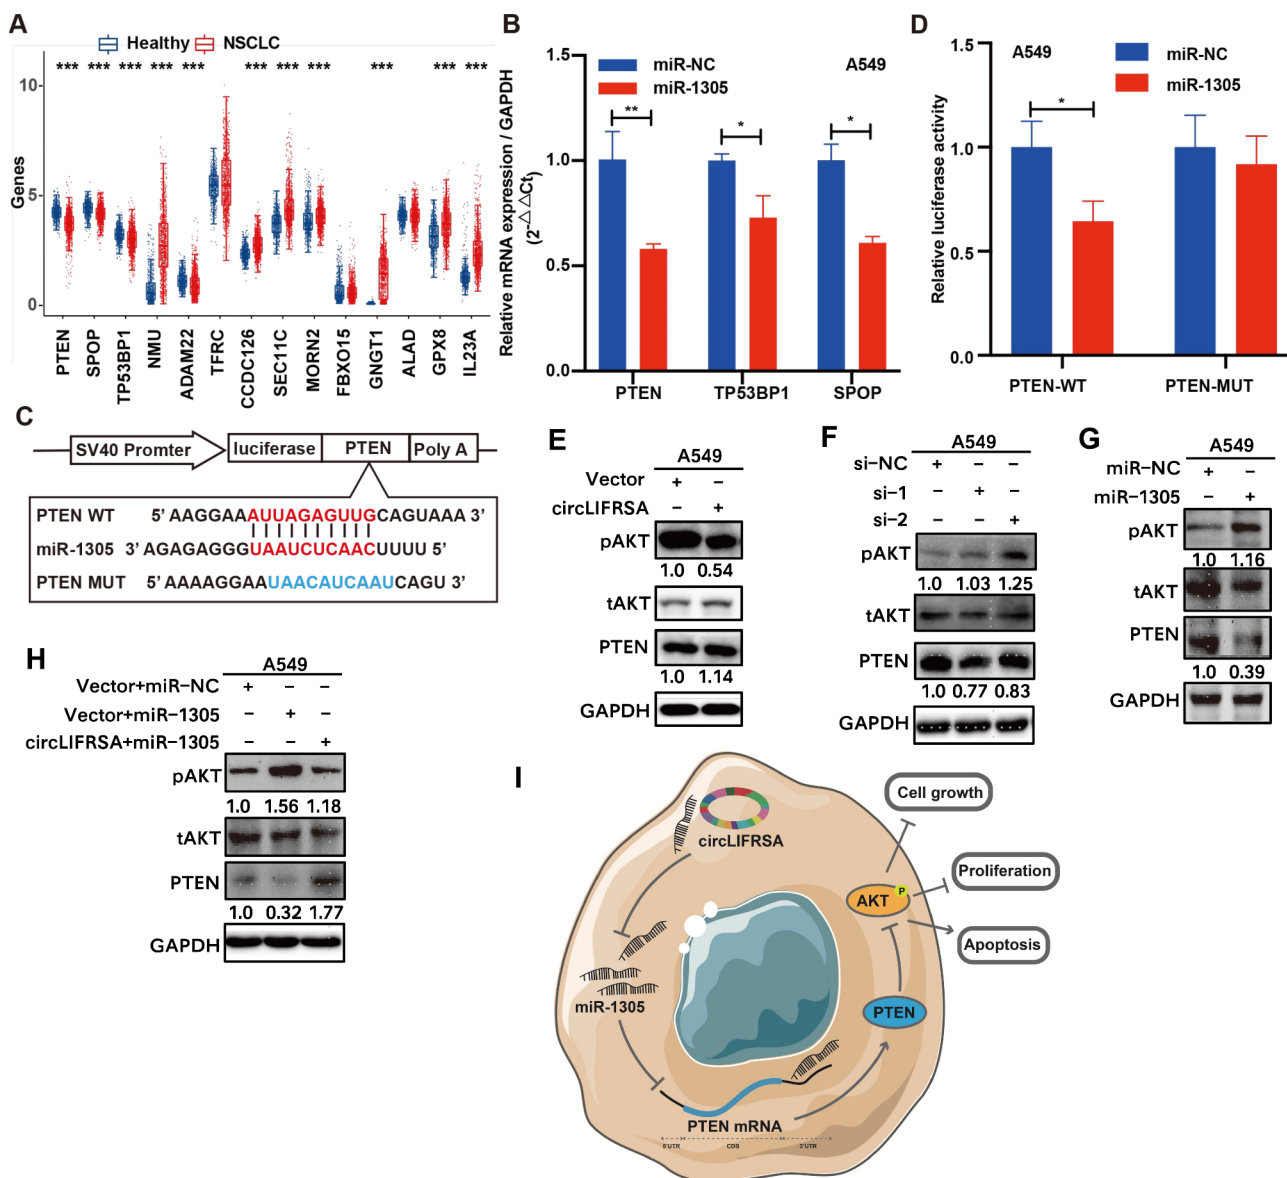 A
Healthy NSCLC
*** *** *** *** *** *** *** *** *** ***
Genes
10
5
0
PTEN
SPOP
TP53BP1
NMU
ADAM22
TFRC
CCDC126
SEC11C
MORN2
FBXO15
GNGT1
ALAD
GPX8
IL23A
B
miR-NC
miR-1305
A549
Relative mRNA expression / GAPDH
(2-△ △Ct)
1.5
1.0
0.5
0.0
** * *
PTEN TP53BP1 SPOP
D
A549
miR-NC
miR-1305
Relative luciferase activity
1.5
1.0
0.5
0.0
*
PTEN-WT PTEN-MUT
C
SV40 Promter luciferase PTEN Poly A
PTEN WT 5' AAGGAAAUUAGAGUUGCAGUAAA 3'
miR-1305 3' AGAGAGGGUAAUCUCAACUUUU 5'
PTEN MUT 5' AAAAGGAAUAACAUCAAUCAGU 3'
E
A549
Vector + −
circLIFRSA − +
pAKT
1.0 0.54
tAKT
PTEN
1.0 1.14
GAPDH
F
A549
si−NC + − −
si−1 − + −
si−2 − − +
pAKT
1.0 1.03 1.25
tAKT
PTEN
1.0 0.77 0.83
GAPDH
G
A549
miR−NC + −
miR−1305 − +
pAKT
1.0 1.16
tAKT
PTEN
1.0 0.39
GAPDH
H
A549
Vector+miR−NC + − −
Vector+miR−1305 − + −
circLIFRSA+miR−1305 − − +
pAKT
1.0 1.56 1.18
tAKT
PTEN
1.0 0.32 1.77
GAPDH
I
circLIFRSA
miR-1305
PTEN mRNA
5'UTR CDS 3'UTR
PTEN
AKT P
Cell growth
Proliferation
Apoptosis